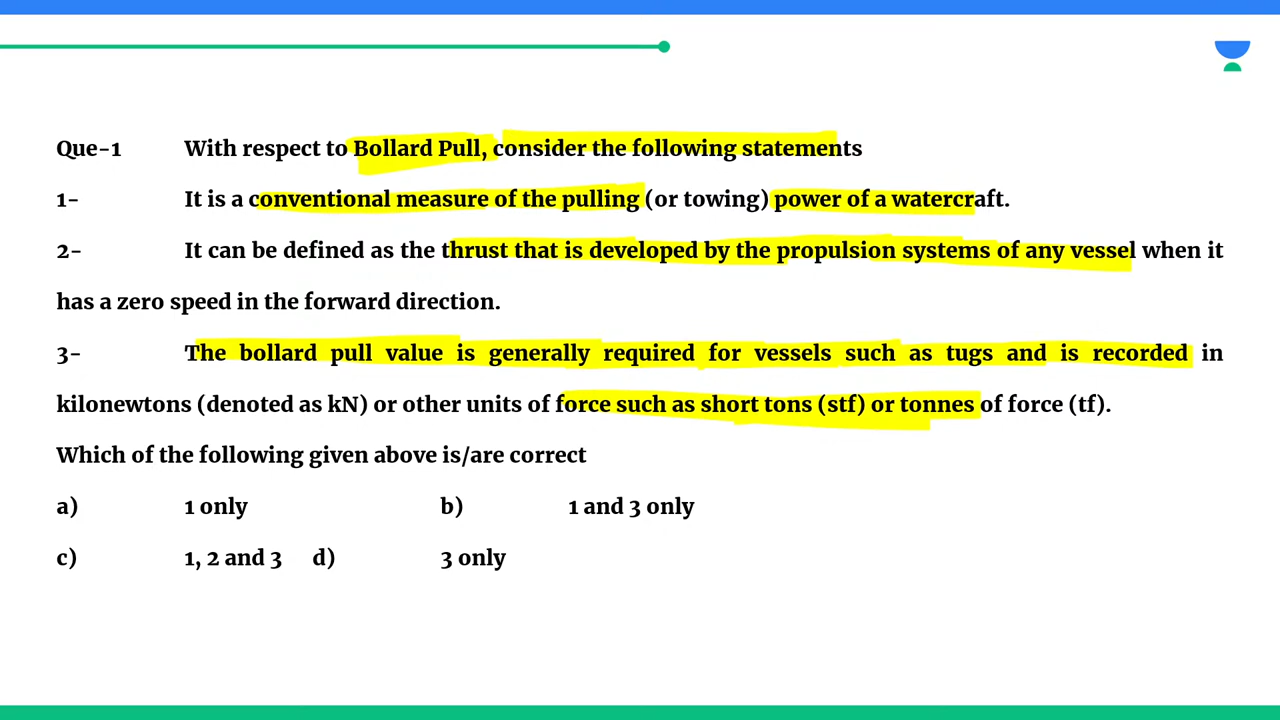 Que-1 With respect to Bollard Pull, consider the following statements
1- It is a conventional measure of the pulling (or towing) power of a watercraft.
2- It can be defined as the thrust that is developed by the propulsion systems of any vessel when it
has a zero speed in the forward direction.
3- The bollard pull value is generally required for vessels such as tugs and is recorded in
kilonewtons (denoted as kN) or other units of force such as short tons (stf) or tonnes of force (tf).
Which of the following given above is/are correct
a) 1 only b) 1 and 3 only
c) 1, 2 and 3 d) 3 only